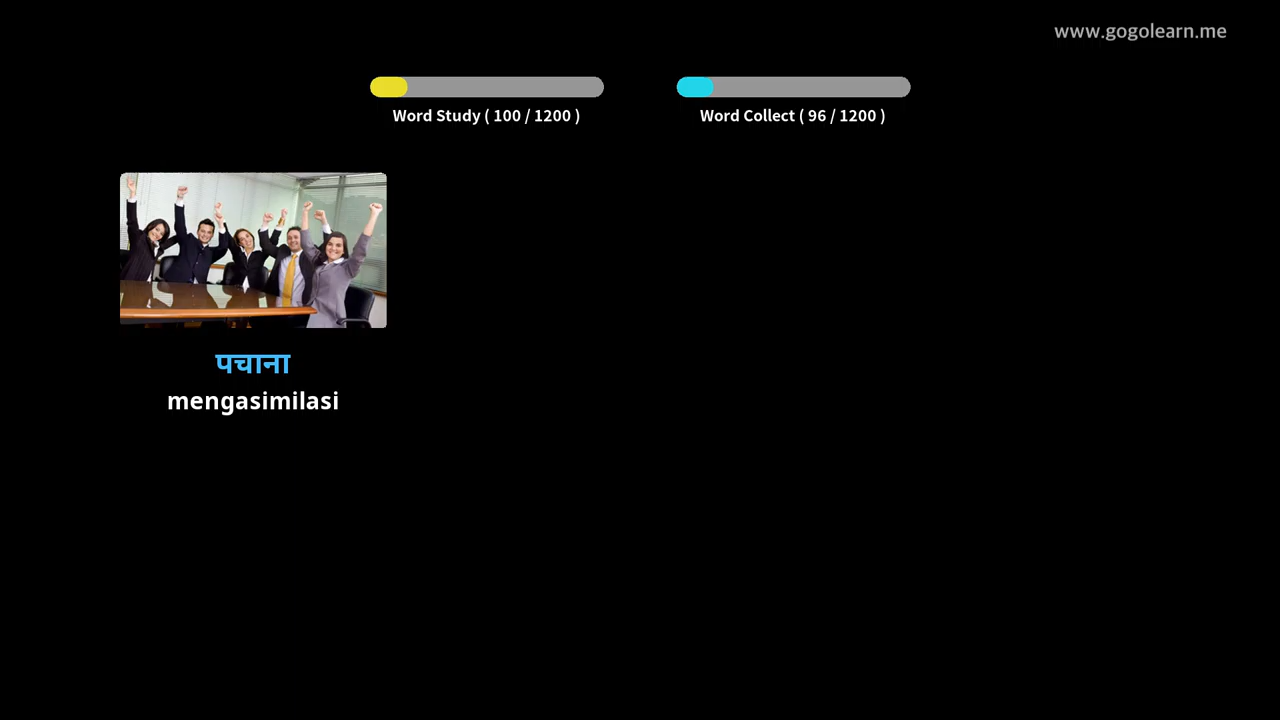 www.gogolearn.me
Word Study ( 100 / 1200 )
Word Collect ( 96 / 1200 )
पचाना
mengasimilasi